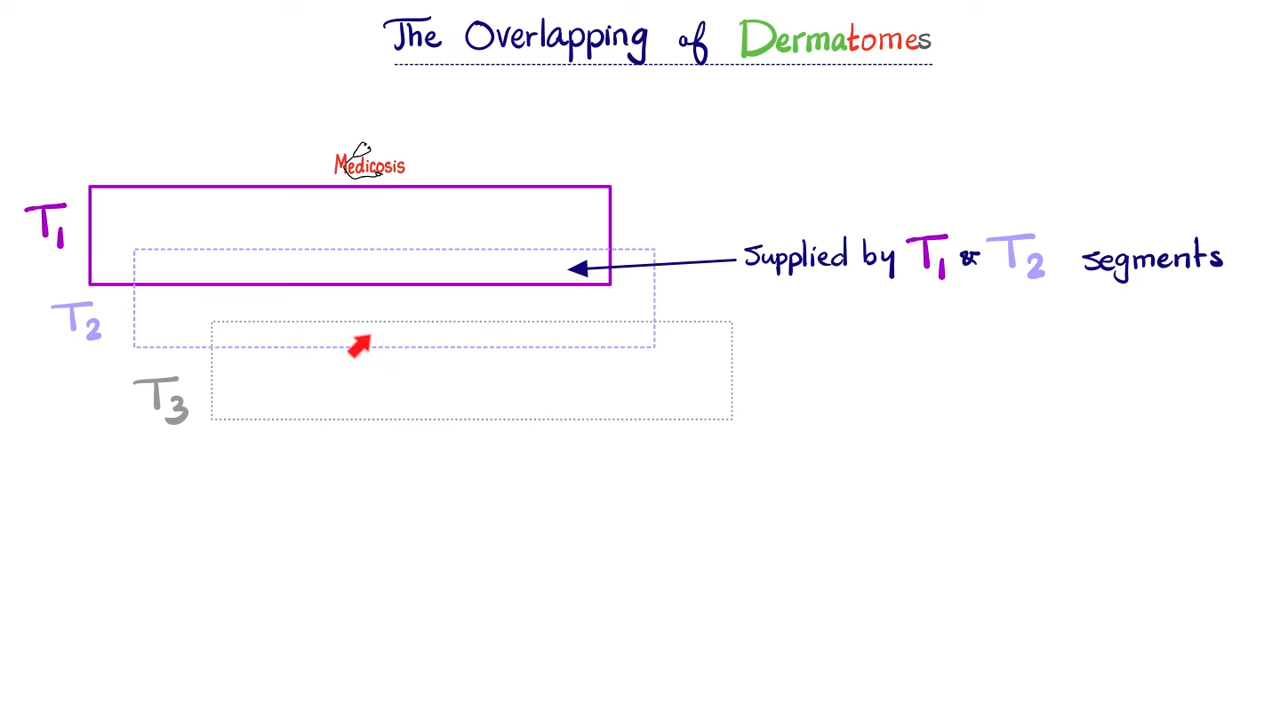 The Overlapping of Dermatomes
Medicosis
T1
Supplied by T1 & T2 segments
T2
T3